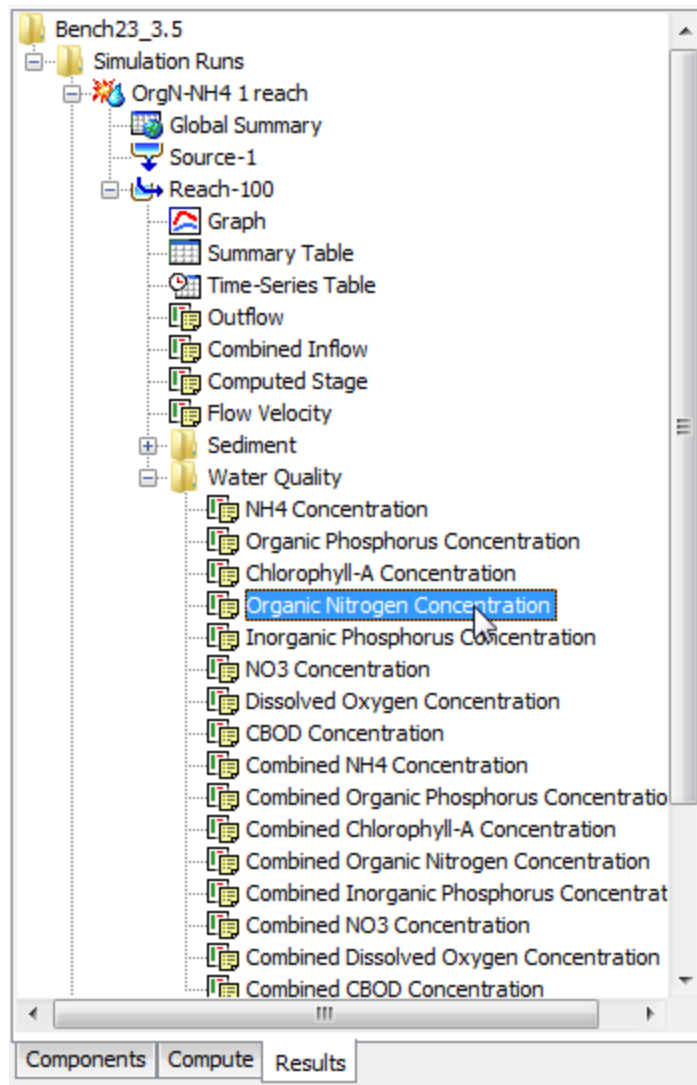 Bench23_3.5
Simulation Runs
OrgN-NH4 1 reach
Global Summary
Source-1
Reach-100
Graph
Summary Table
Time-Series Table
Outflow
Combined Inflow
Computed Stage
Flow Velocity
Sediment
Water Quality
NH4 Concentration
Organic Phosphorus Concentration
Chlorophyll-A Concentration
Organic Nitrogen Concentration
Inorganic Phosphorus Concentration
NO3 Concentration
Dissolved Oxygen Concentration
CBOD Concentration
Combined NH4 Concentration
Combined Organic Phosphorus Concentratio
Combined Chlorophyll-A Concentration
Combined Organic Nitrogen Concentration
Combined Inorganic Phosphorus Concentrat
Combined NO3 Concentration
Combined Dissolved Oxygen Concentration
Combined CBOD Concentration
Components Compute Results